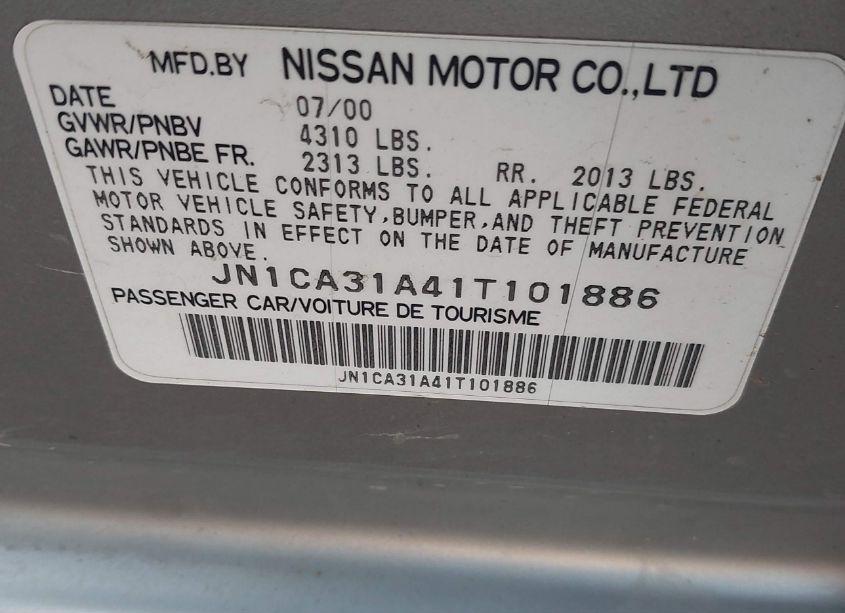 MFD.BY NISSAN MOTOR CO.,LTD
DATE 07/00
GVWR/PNBV 4310 LBS.
GAWR/PNBE FR. 2313 LBS. RR. 2013 LBS.
THIS VEHICLE CONFORMS TO ALL APPLICABLE FEDERAL
MOTOR VEHICLE SAFETY,BUMPER,AND THEFT PREVENTION
STANDARDS IN EFFECT ON THE DATE OF MANUFACTURE
SHOWN ABOVE.
JN1CA31A41T101886
PASSENGER CAR/VOITURE DE TOURISME
JN1CA31A41T101886